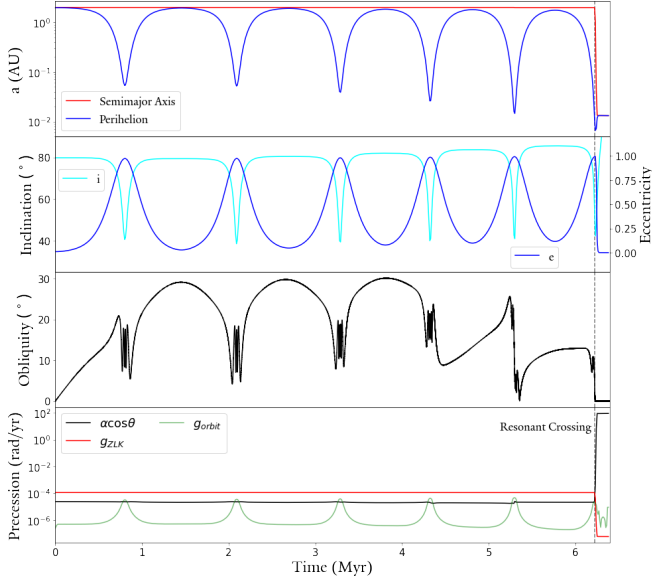 a (AU)
10⁰
10⁻¹
10⁻²
Semimajor Axis
Perihelion
Inclination (°)
80
60
40
i
e
1.00
0.75
0.50
0.25
0.00
Eccentricity
Obliquity (°)
30
20
10
0
Precession (rad/yr)
10²
10⁰
10⁻²
10⁻⁴
10⁻⁶
αcosθ
g_orbit
g_ZLK
Resonant Crossing
0 1 2 3 4 5 6
Time (Myr)